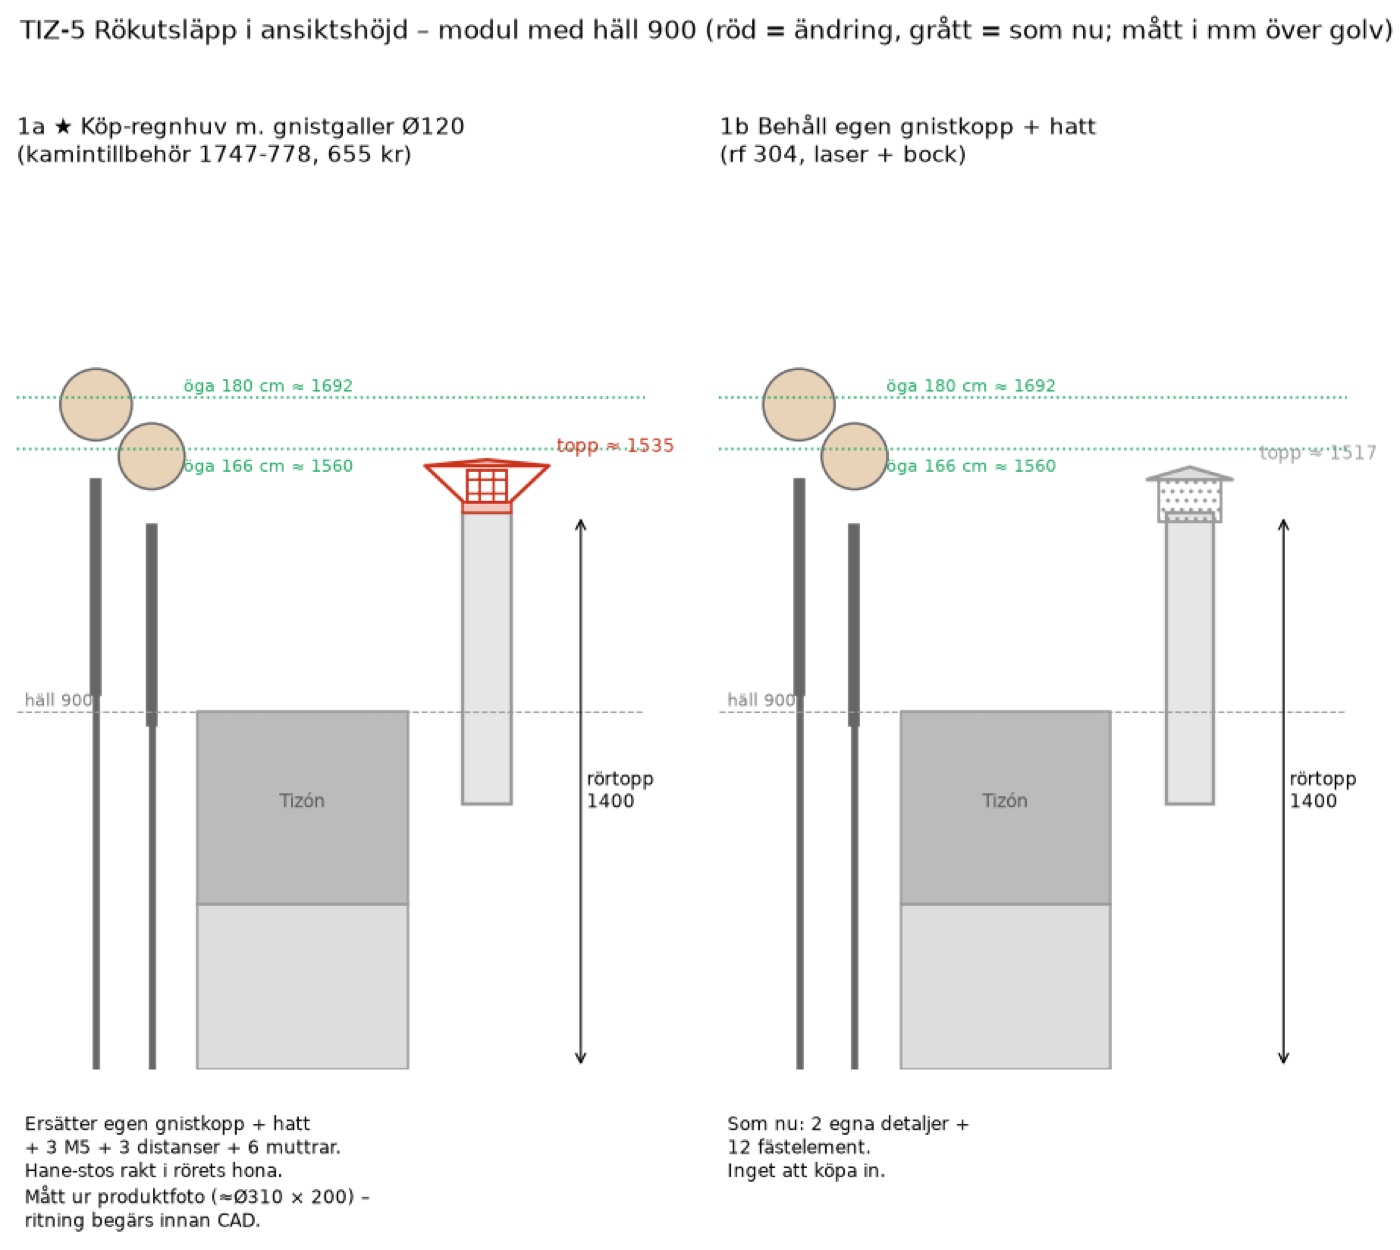 TIZ-5 Rökutsläpp i ansiktshöjd – modul med häll 900 (röd = ändring, grått = som nu; mått i mm över golv)
1a ★ Köp-regnhuv m. gnistgaller Ø120
(kamintillbehör 1747-778, 655 kr)
öga 180 cm ≈ 1692
topp ≈ 1535
öga 166 cm ≈ 1560
häll 900
Tizón
rörtopp
1400
Ersätter egen gnistkopp + hatt
+ 3 M5 + 3 distanser + 6 muttrar.
Hane-stos rakt i rörets hona.
Mått ur produktfoto (≈Ø310 × 200) –
ritning begärs innan CAD.
1b Behåll egen gnistkopp + hatt
(rf 304, laser + bock)
öga 180 cm ≈ 1692
topp ≈ 1517
öga 166 cm ≈ 1560
häll 900
Tizón
rörtopp
1400
Som nu: 2 egna detaljer +
12 fästelement.
Inget att köpa in.